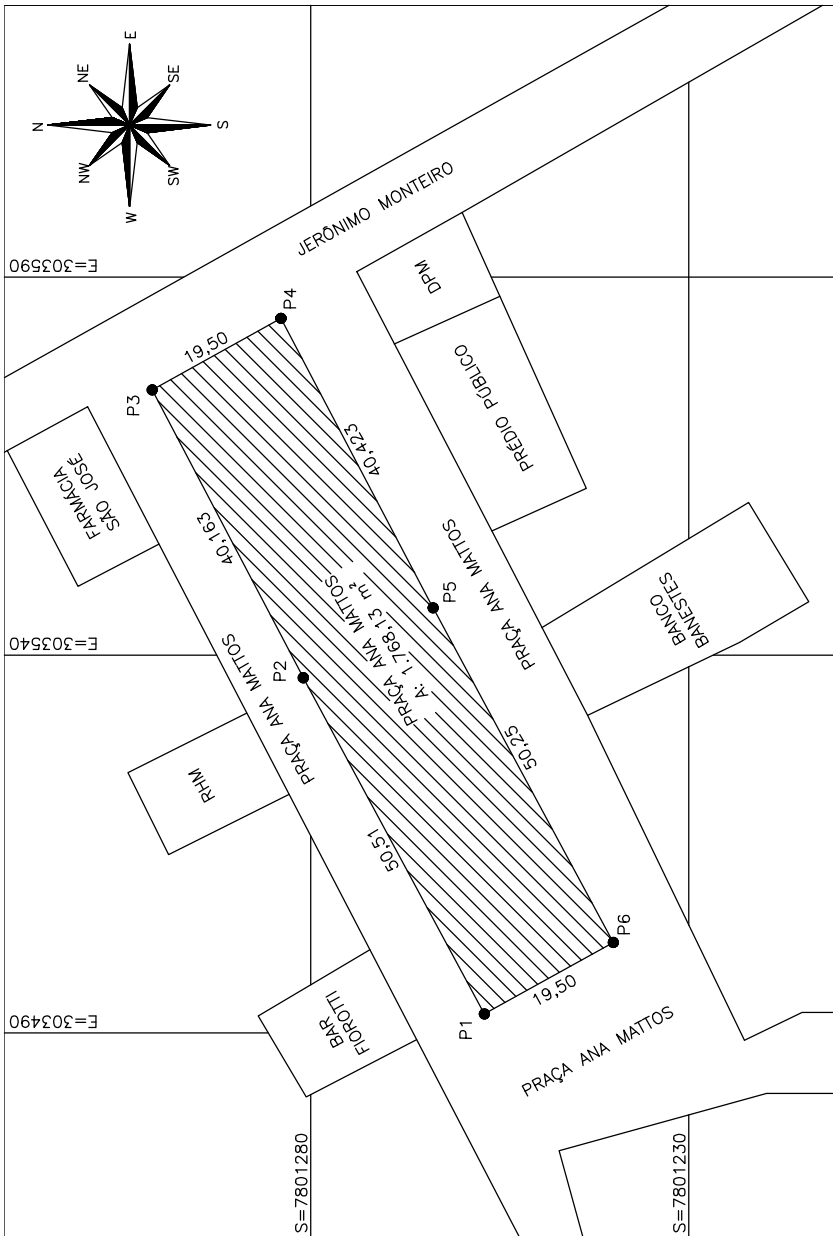 N
NE
E
SE
S
SW
W
NW
E=303590
E=303540
E=303490
S=7801280
S=7801230
JERÔNIMO MONTEIRO
FARMÁCIA
SÃO JOSÉ
RHM
BAR
FIOROTTI
DPM
PRÉDIO PÚBLICO
BANCO
BANESTES
PRAÇA ANA MATTOS
PRAÇA ANA MATTOS
PRAÇA ANA MATTOS
PRAÇA ANA MATTOS
A: 1.768,13 m²
P1
P2
P3
P4
P5
P6
50,51
40,163
19,50
40,423
50,25
19,50